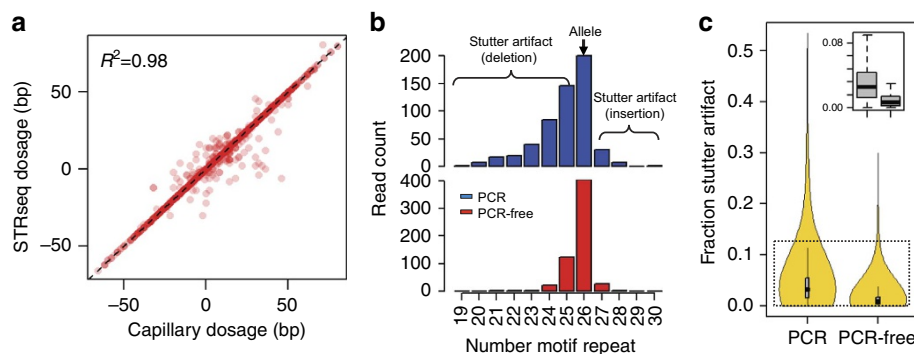 a
R²=0.98
STRseq dosage (bp)
50
0
−50
−50 0 50
Capillary dosage (bp)
b
Allele
Stutter artifact
(deletion)
Stutter artifact
(insertion)
Read count
200
150
100
50
0
PCR
PCR-free
400
300
200
100
0
19 20 21 22 23 24 25 26 27 28 29 30
Number motif repeat
c
Fraction stutter artifact
0.5
0.4
0.3
0.2
0.1
0.0
0.08
0.00
PCR PCR-free